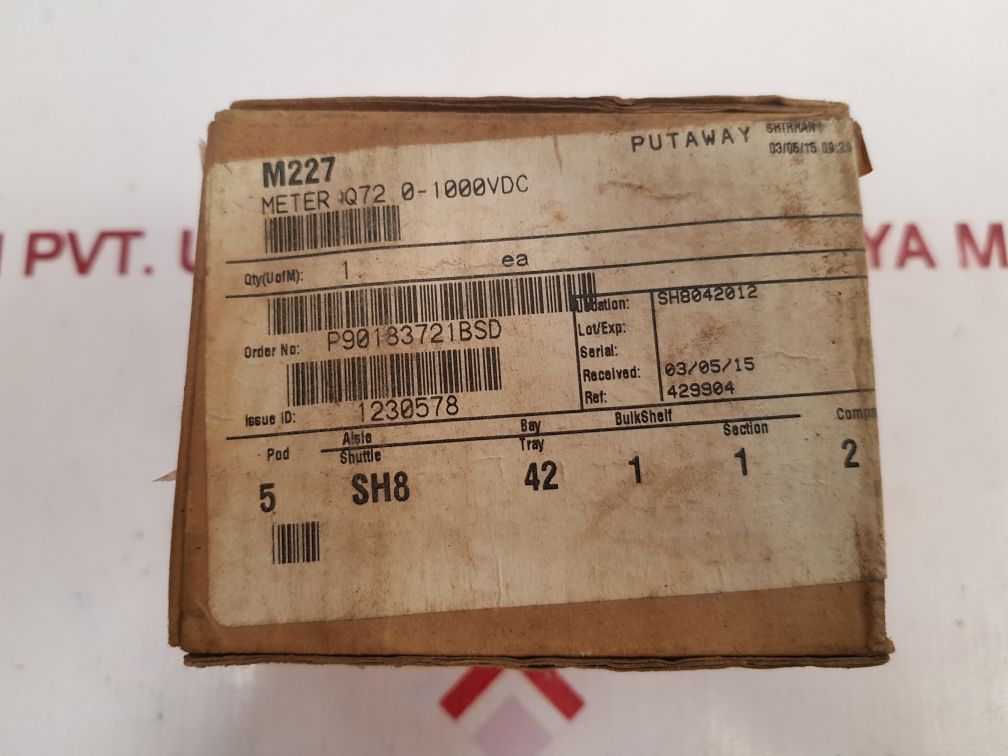 M227
PUTAWAY
03/05/15 09:29
METER Q72 0-1000VDC
Qty(UofM): 1 ea
Location: SH8042012
Order No: P90183721BSD
Lot/Exp:
Serial:
Received: 03/05/15
Ref: 429904
Issue ID: 1230578
Pod Aisle Bay BulkShelf Section
Shuttle Tray
5 SH8 42 1 1 2
PVT.
YA M